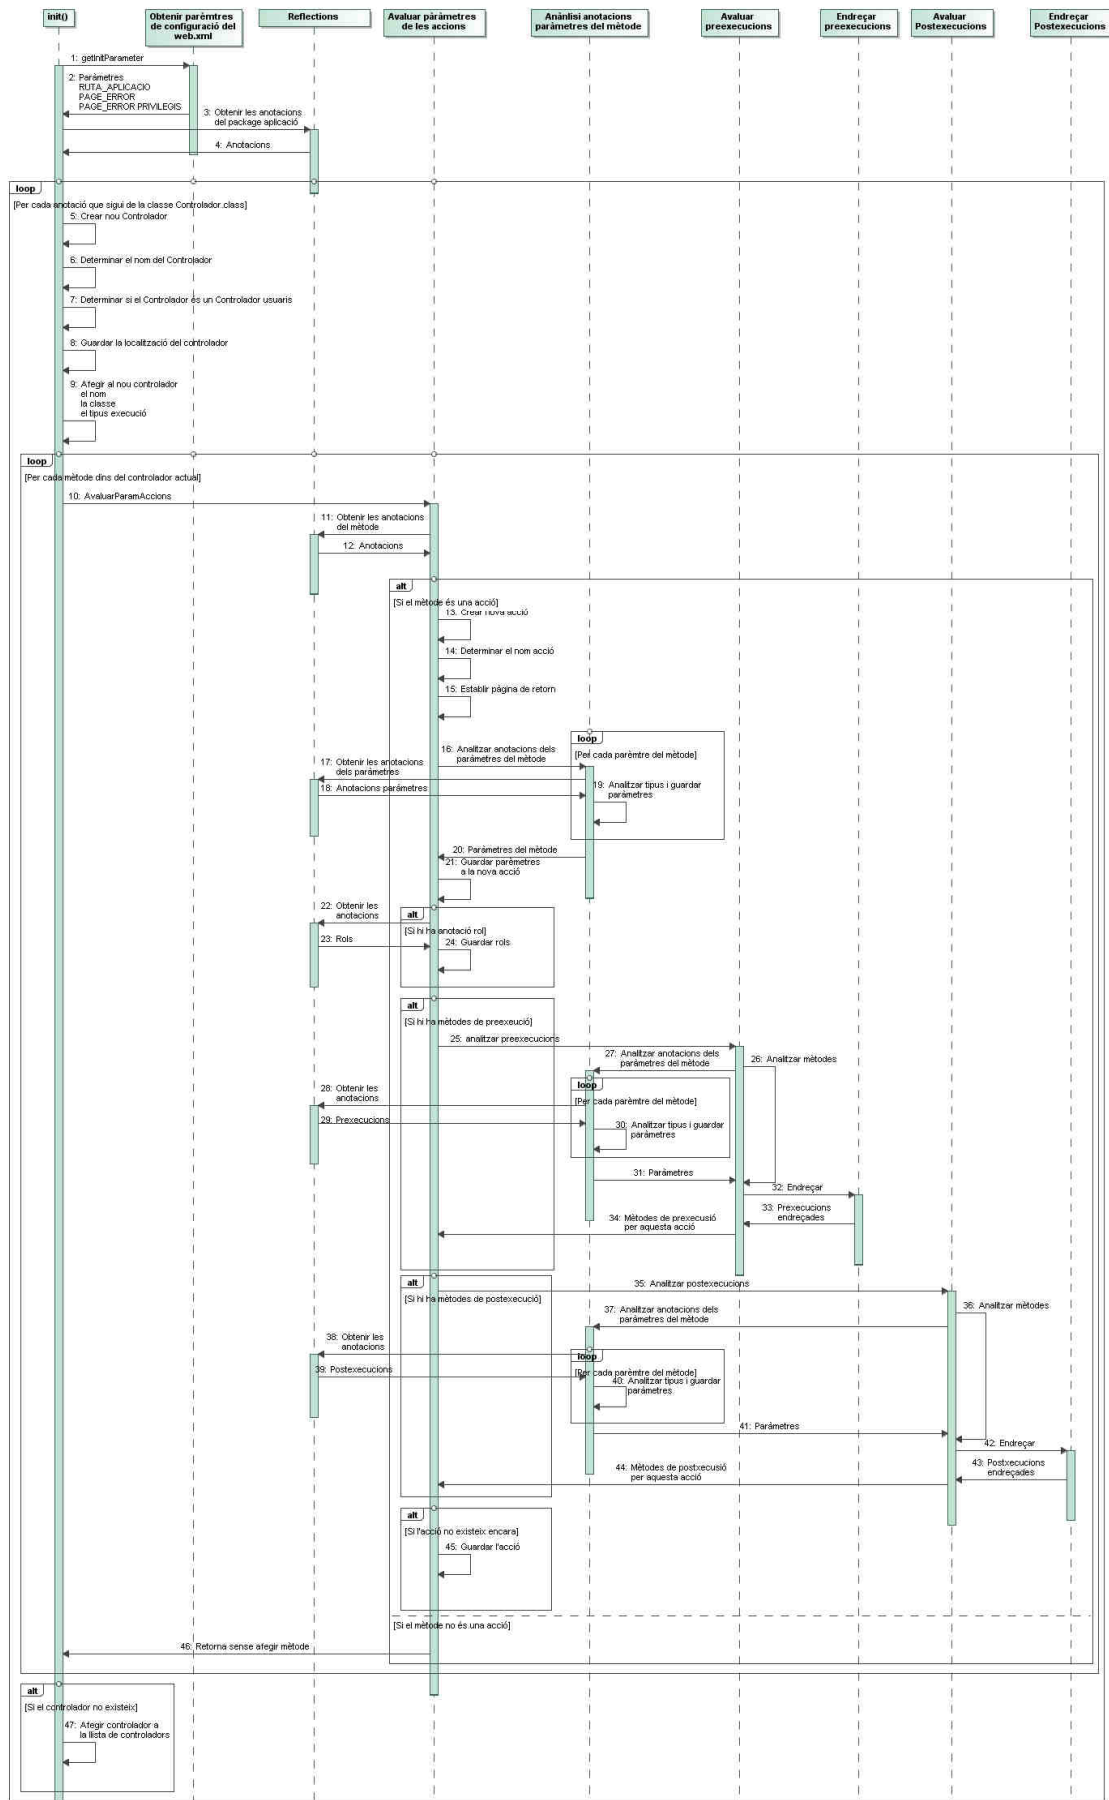 init()
Obtenir parèmtres
de configuració del
web.xml
Reflections
Avaluar pàràmetres
de les accions
Anànlisi anotacions
paràmetres del mètode
Avaluar
preexecucions
Endreçar
preexecucions
Avaluar
Postexecucions
Endreçar
Postexecucions
1: getInitParameter
2: Paràmetres
RUTA_APLICACIO
PAGE_ERROR
PAGE_ERROR PRIVILEGIS
3: Obtenir les anotacions
del package aplicació
4: Anotacions
loop
[Per cada anotació que sigui de la classe Controlador.class]
5: Crear nou Controlador
6: Determinar el nom del Controlador
7: Determinar si el Controlador és un Controlador usuaris
8: Guardar la localització del controlador
9: Afegir al nou controlador
el nom
la classe
el tipus execució
loop
[Per cada mètode dins del controlador actual]
10: AvaluarParamAccions
11: Obtenir les anotacions
del mètode
12: Anotacions
alt
[Si el mètode és una acció]
13: Crear nova acció
14: Determinar el nom acció
15: Establir página de retorn
loop
[Per cada parèmtre del mètode]
16: Analitzar anotacions dels
paràmetres del mètode
17: Obtenir les anotacions
dels paràmetres
18: Anotacions paràmetres
19: Analitzar tipus i guardar
paràmetres
20: Paràmetres del mètode
21: Guardar parèmetres
a la nova acció
22: Obtenir les
anotacions
alt
[Si hi ha anotació rol]
23: Rols
24: Guardar rols
alt
[Si hi ha mètodes de preexeució]
25: analitzar preexecucions
26: Analitzar mètodes
27: Analitzar anotacions dels
paràmetres del mètode
loop
[Per cada parèmtre del mètode]
28: Obtenir les
anotacions
29: Prexecucions
30: Analitzar tipus i guardar
paràmetres
31: Paràmetres
32: Endreçar
33: Prexecucions
endreçades
34: Mètodes de prexecusió
per aquesta acció
alt
[Si hi ha mètodes de postexecució]
35: Analitzar postexecucions
36: Analitzar mètodes
37: Analitzar anotacions dels
paràmetres del mètode
38: Obtenir les
anotacions
loop
[Per cada parèmtre del mètode]
39: Postexecucions
40: Analitzar tipus i guardar
paràmetres
41: Paràmetres
42: Endreçar
43: Postxecucions
endreçades
44: Mètodes de postxecusió
per aquesta acció
alt
[Si l'acció no existeix encara]
45: Guardar l'acció
[Si el mètode no és una acció]
46: Retorna sense afegir mètode
alt
[Si el controlador no existeix]
47: Afegir controlador a
la llista de controladors